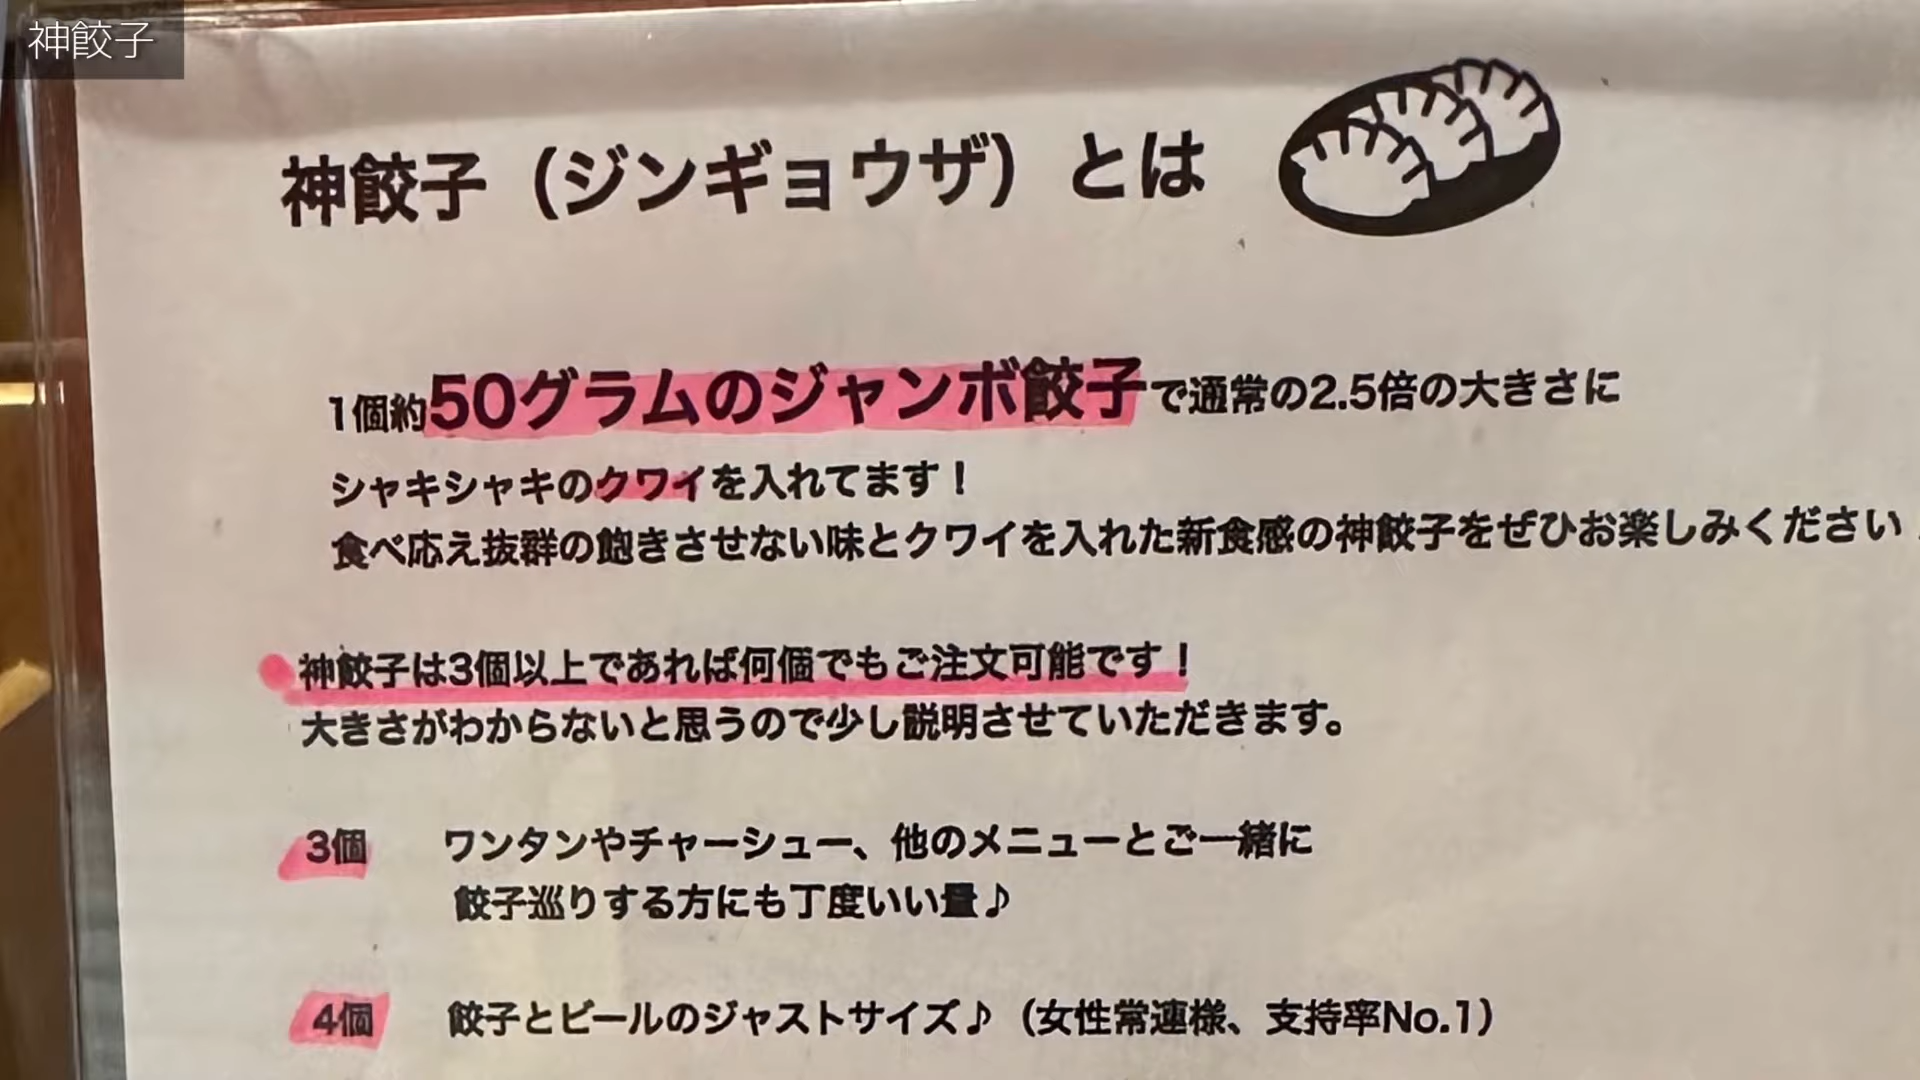 神餃子
神餃子（ジンギョウザ）とは
1個約50グラムのジャンボ餃子で通常の2.5倍の大きさに
シャキシャキのクワイを入れてます！
食べ応え抜群の飽きさせない味とクワイを入れた新食感の神餃子をぜひお楽しみください
神餃子は3個以上であれば何個でもご注文可能です！
大きさがわからないと思うので少し説明させていただきます。
3個 ワンタンやチャーシュー、他のメニューとご一緒に
餃子巡りする方にも丁度いい量♪
4個 餃子とビールのジャストサイズ♪（女性常連様、支持率No.1）